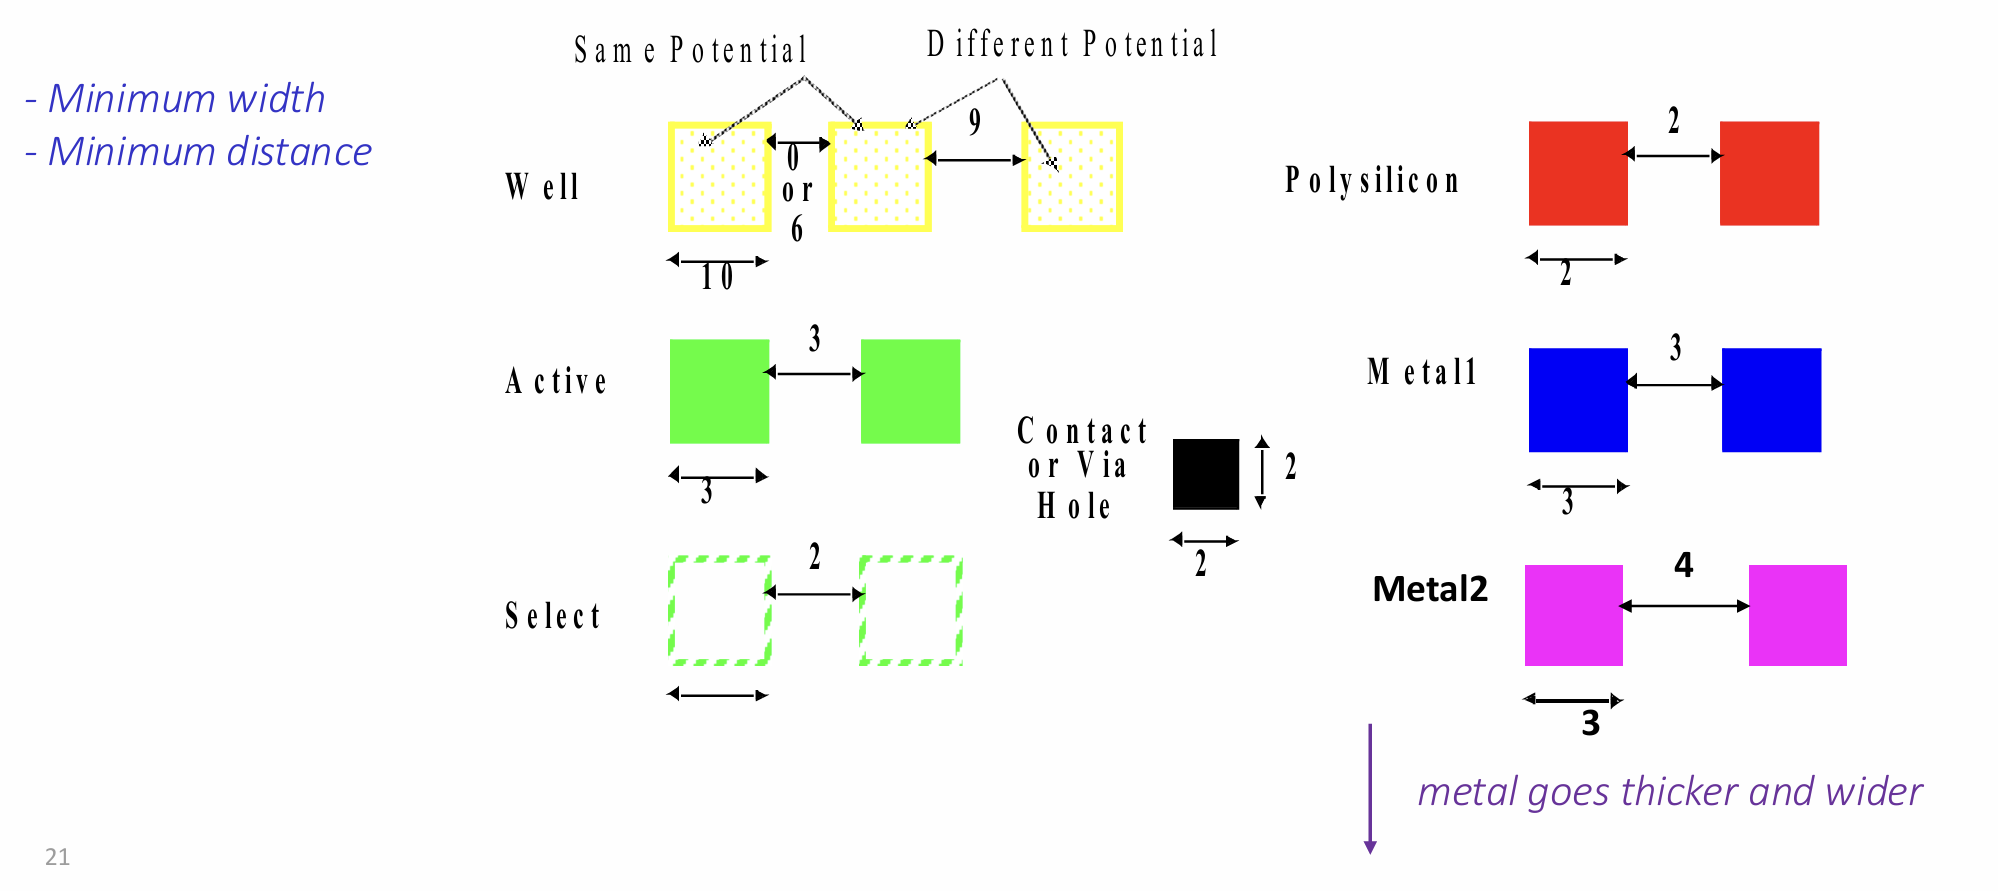 - Minimum width
- Minimum distance
Same Potential
Different Potential
Well
0
or
6
9
10
Polysilicon
2
2
Active
3
3
Metal1
3
3
Contact
or Via
Hole
2
2
Select
2
Metal2
4
3
metal goes thicker and wider
21